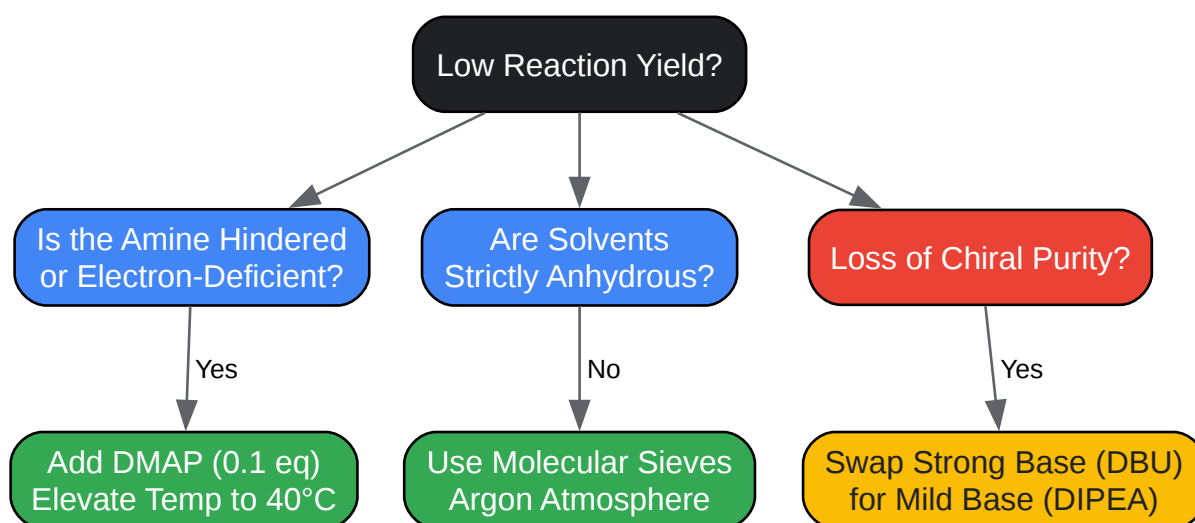 Low Reaction Yield?
Is the Amine Hindered
or Electron-Deficient?
Are Solvents
Strictly Anhydrous?
Loss of Chiral Purity?
Yes
No
Yes
Add DMAP (0.1 eq)
Elevate Temp to 40°C
Use Molecular Sieves
Argon Atmosphere
Swap Strong Base (DBU)
for Mild Base (DIPEA)